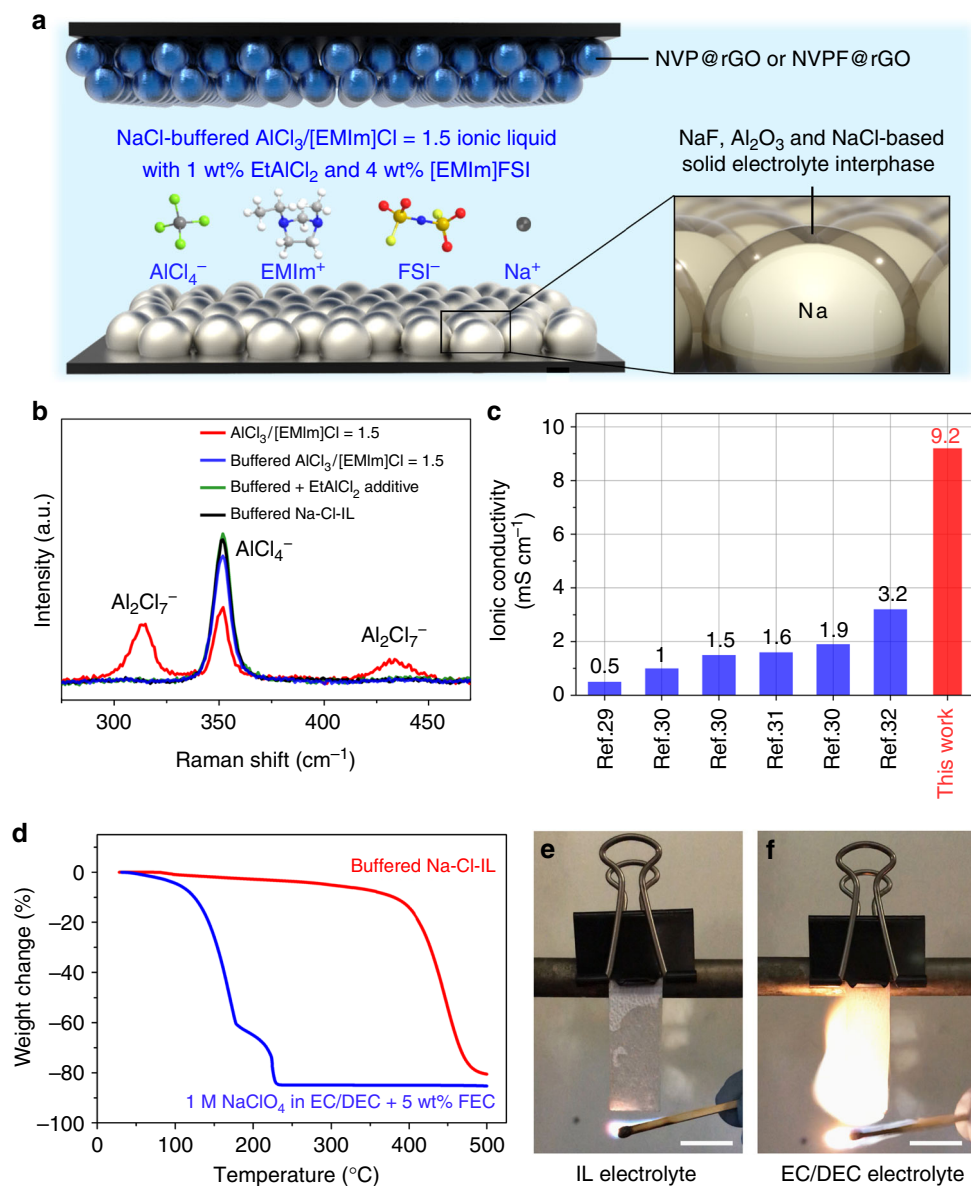 a
NVP@rGO or NVPF@rGO
NaCl-buffered AlCl₃/[EMIm]Cl = 1.5 ionic liquid
with 1 wt% EtAlCl₂ and 4 wt% [EMIm]FSI
NaF, Al₂O₃ and NaCl-based
solid electrolyte interphase
AlCl₄⁻ EMIm⁺ FSI⁻ Na⁺
Na
b
AlCl₃/[EMIm]Cl = 1.5
Buffered AlCl₃/[EMIm]Cl = 1.5
Buffered + EtAlCl₂ additive
Buffered Na-Cl-IL
AlCl₄⁻
Al₂Cl₇⁻
Al₂Cl₇⁻
Intensity (a.u.)
300 350 400 450
Raman shift (cm⁻¹)
c
Ionic conductivity
(mS cm⁻¹)
10
8
6
4
2
0
0.5
1
1.5
1.6
1.9
3.2
9.2
Ref.29
Ref.30
Ref.30
Ref.31
Ref.30
Ref.32
This work
d
Weight change (%)
0
−20
−40
−60
−80
−100
Buffered Na-Cl-IL
1 M NaClO₄ in EC/DEC + 5 wt% FEC
0 100 200 300 400 500
Temperature (°C)
e
IL electrolyte
f
EC/DEC electrolyte